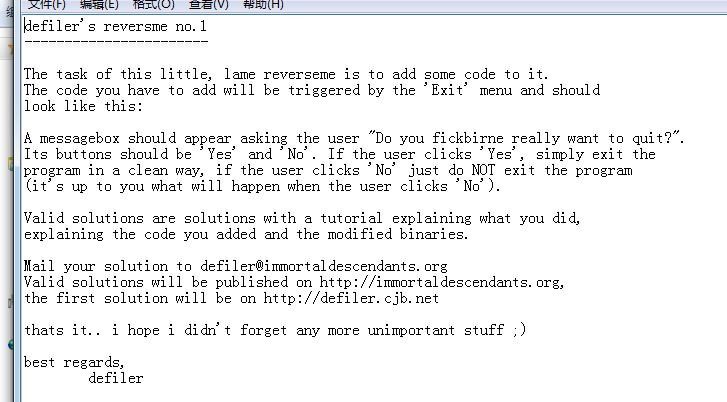 文件(F) 编辑(E) 格式(O) 查看(V) 帮助(H)
defiler's reversme no.1
-----------------------
The task of this little, lame reverseme is to add some code to it.
The code you have to add will be triggered by the 'Exit' menu and should
look like this:
A messagebox should appear asking the user "Do you fickbirne really want to quit?".
Its buttons should be 'Yes' and 'No'. If the user clicks 'Yes', simply exit the
program in a clean way, if the user clicks 'No' just do NOT exit the program
(it's up to you what will happen when the user clicks 'No').
Valid solutions are solutions with a tutorial explaining what you did,
explaining the code you added and the modified binaries.
Mail your solution to defiler@immortaldescendants.org
Valid solutions will be published on http://immortaldescendants.org,
the first solution will be on http://defiler.cjb.net
thats it.. i hope i didn't forget any more unimportant stuff ;)
best regards,
defiler